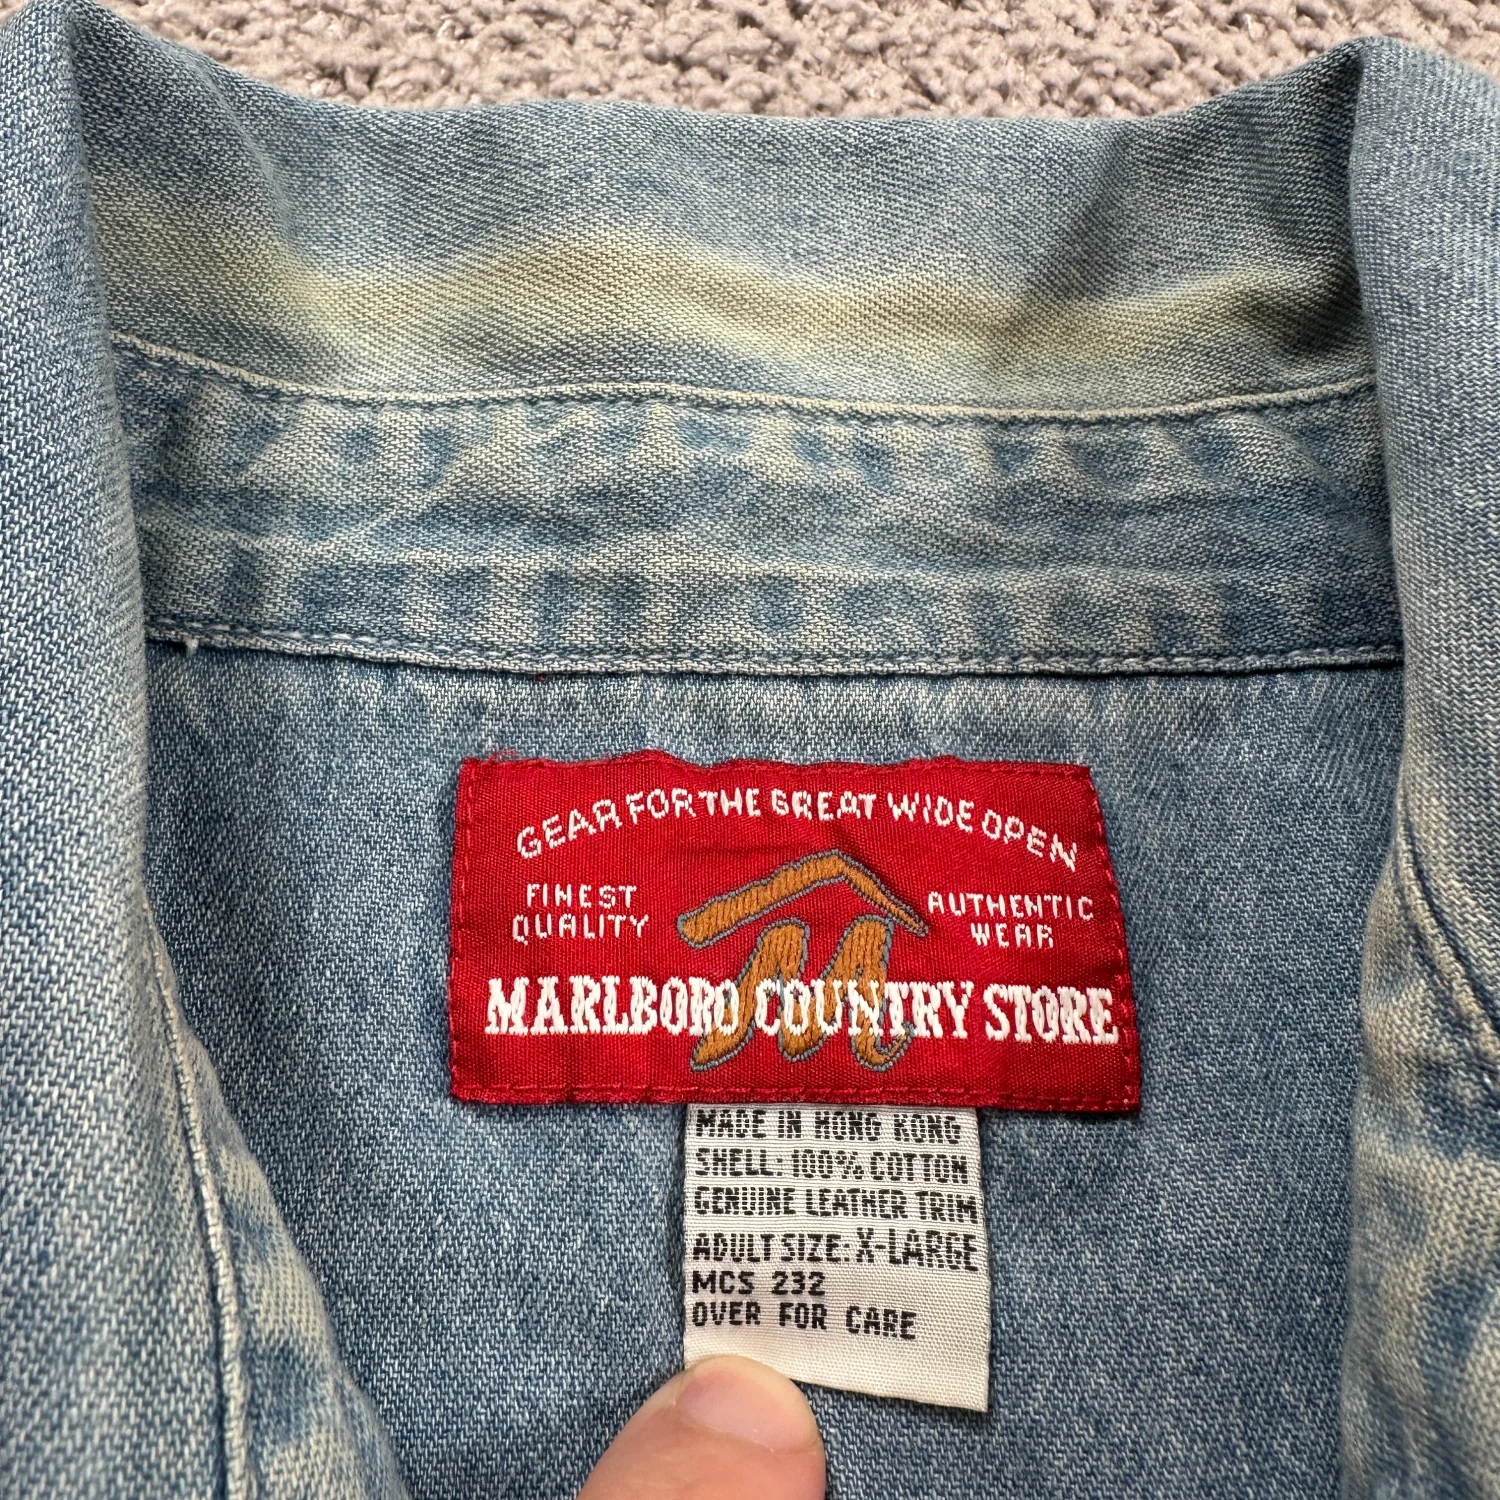 GEAR FOR THE GREAT WIDE OPEN
FINEST
QUALITY
AUTHENTIC
WEAR
MARLBORO COUNTRY STORE
MADE IN HONG KONG
SHELL: 100% COTTON
GENUINE LEATHER TRIM
ADULT SIZE: X-LARGE
MCS 232
OVER FOR CARE